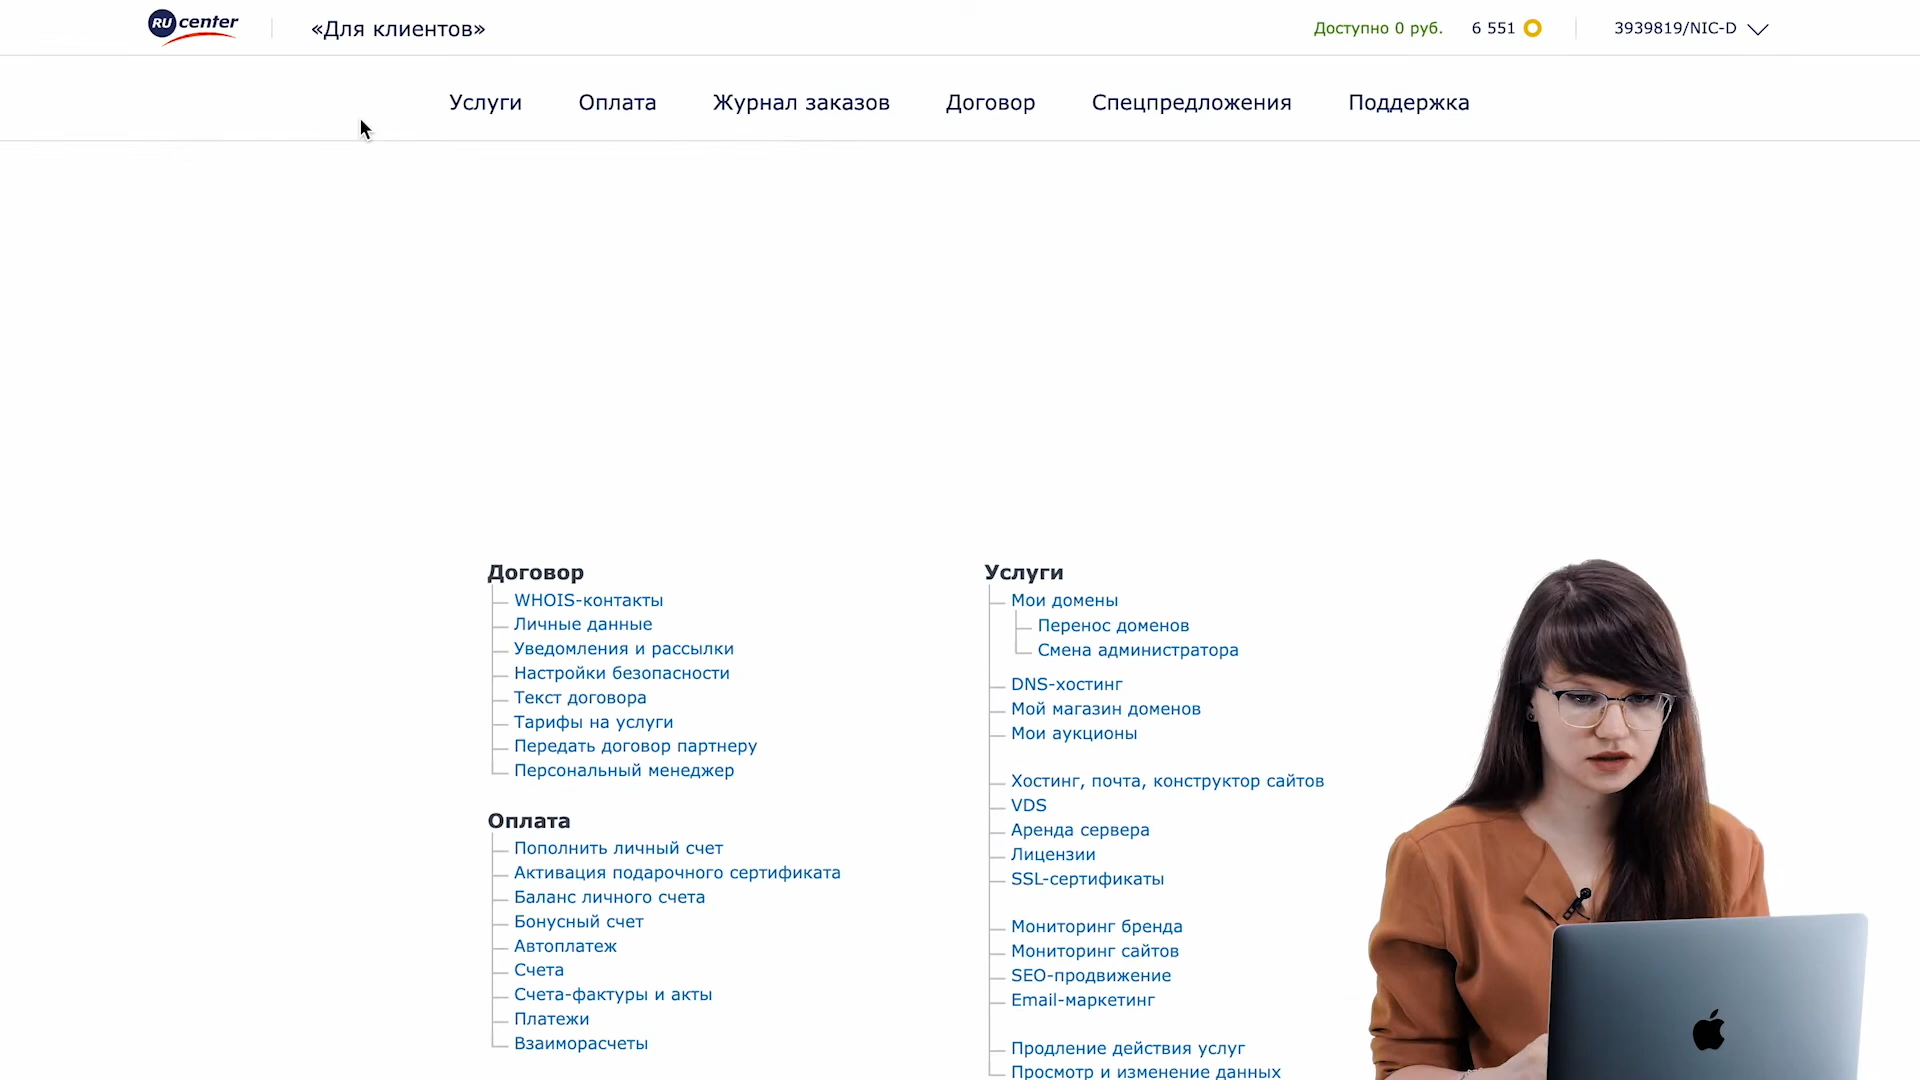 RU center
«Для клиентов»
Доступно 0 руб.
6 551
3939819/NIC-D
Услуги
Оплата
Журнал заказов
Договор
Спецпредложения
Поддержка
Договор
WHOIS-контакты
Личные данные
Уведомления и рассылки
Настройки безопасности
Текст договора
Тарифы на услуги
Передать договор партнеру
Персональный менеджер
Оплата
Пополнить личный счет
Активация подарочного сертификата
Баланс личного счета
Бонусный счет
Автоплатеж
Счета
Счета-фактуры и акты
Платежи
Взаиморасчеты
Услуги
Мои домены
Перенос доменов
Смена администратора
DNS-хостинг
Мой магазин доменов
Мои аукционы
Хостинг, почта, конструктор сайтов
VDS
Аренда сервера
Лицензии
SSL-сертификаты
Мониторинг бренда
Мониторинг сайтов
SEO-продвижение
Email-маркетинг
Продление действия услуг
Просмотр и изменение данных